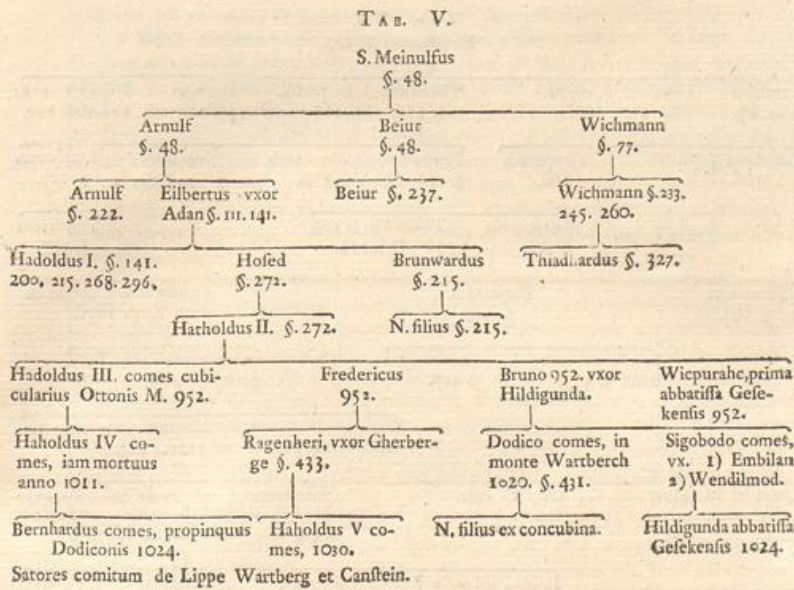 TAB. V.
S. Meinulfus
§. 48.
Arnulf Beiur Wichmann
§. 48. §. 48. §. 77.
Arnulf Eilbertus vxor Beiur §. 237. Wichmann §. 233.
§. 222. Adan §. 111. 141. 245. 260.
Hadoldus I. §. 141. Hosed Brunwardus Thiadhardus §. 327.
200. 215. 268. 296. §. 272. §. 215.
Hatholdus II. §. 272. N. filius §. 215.
Hadoldus III. comes cubi- Fredericus Bruno 952. vxor Wicpurahc, prima
cularius Ottonis M. 952. 952. Hildigunda. abbatissa Gese-
kensis 952.
Haholdus IV co- Ragenheri, vxor Gherber- Dodico comes, in Sigobodo comes,
mes, iam mortuus ge §. 433. monte Wartberch vx. 1) Embilan
anno 1011. 1020. §. 431. 2) Wendilmod.
Bernhardus comes, propinquus Haholdus V co- N. filius ex concubina. Hildigunda abbatissa
Dodiconis 1024. mes, 1030. Gesekensis 1024.
Satores comitum de Lippe Wartberg et Canstein.